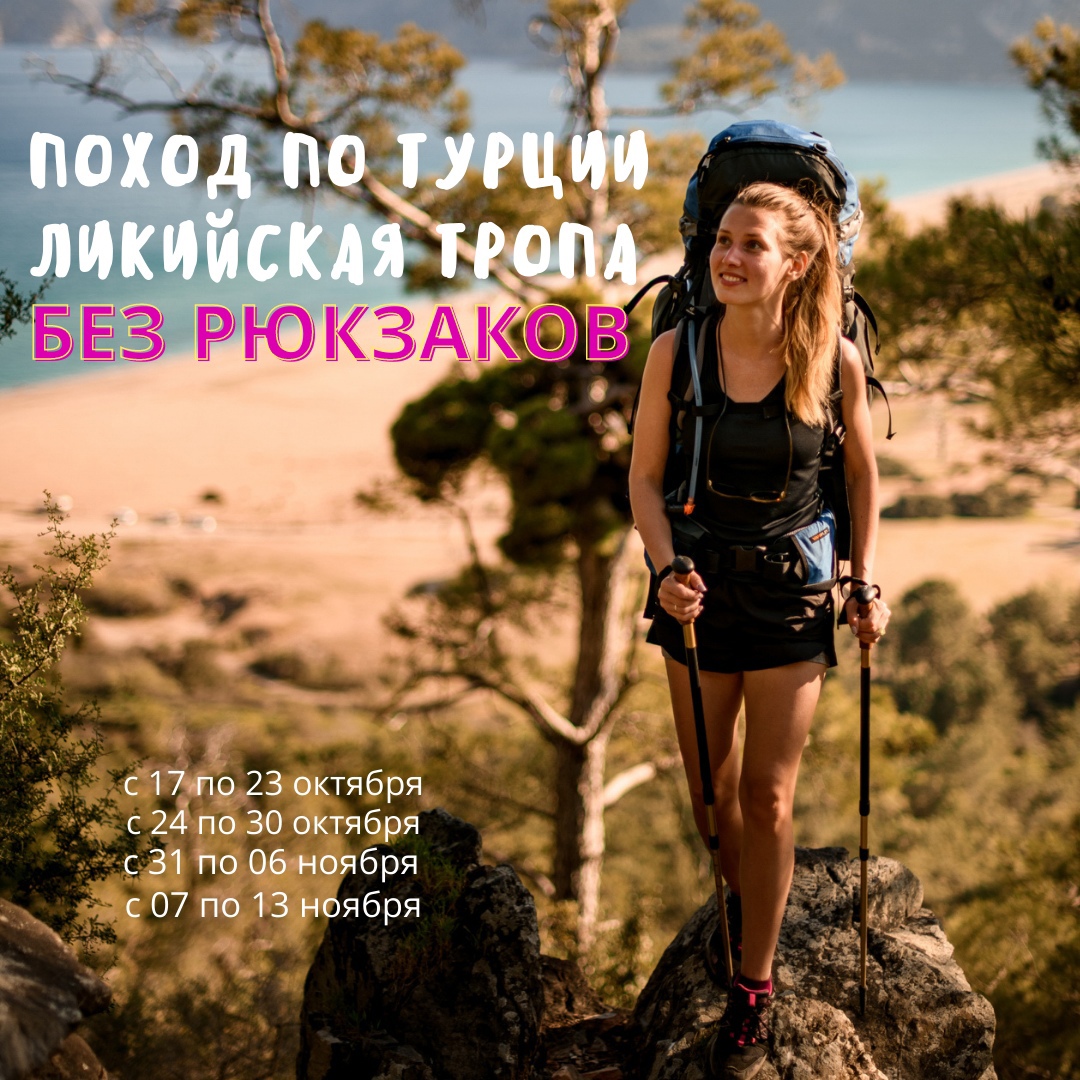 ПОХОД ПО ТУРЦИИ
ЛИКИЙСКАЯ ТРОПА
БЕЗ РЮКЗАКОВ
с 17 по 23 октября
с 24 по 30 октября
с 31 по 06 ноября
с 07 по 13 ноября